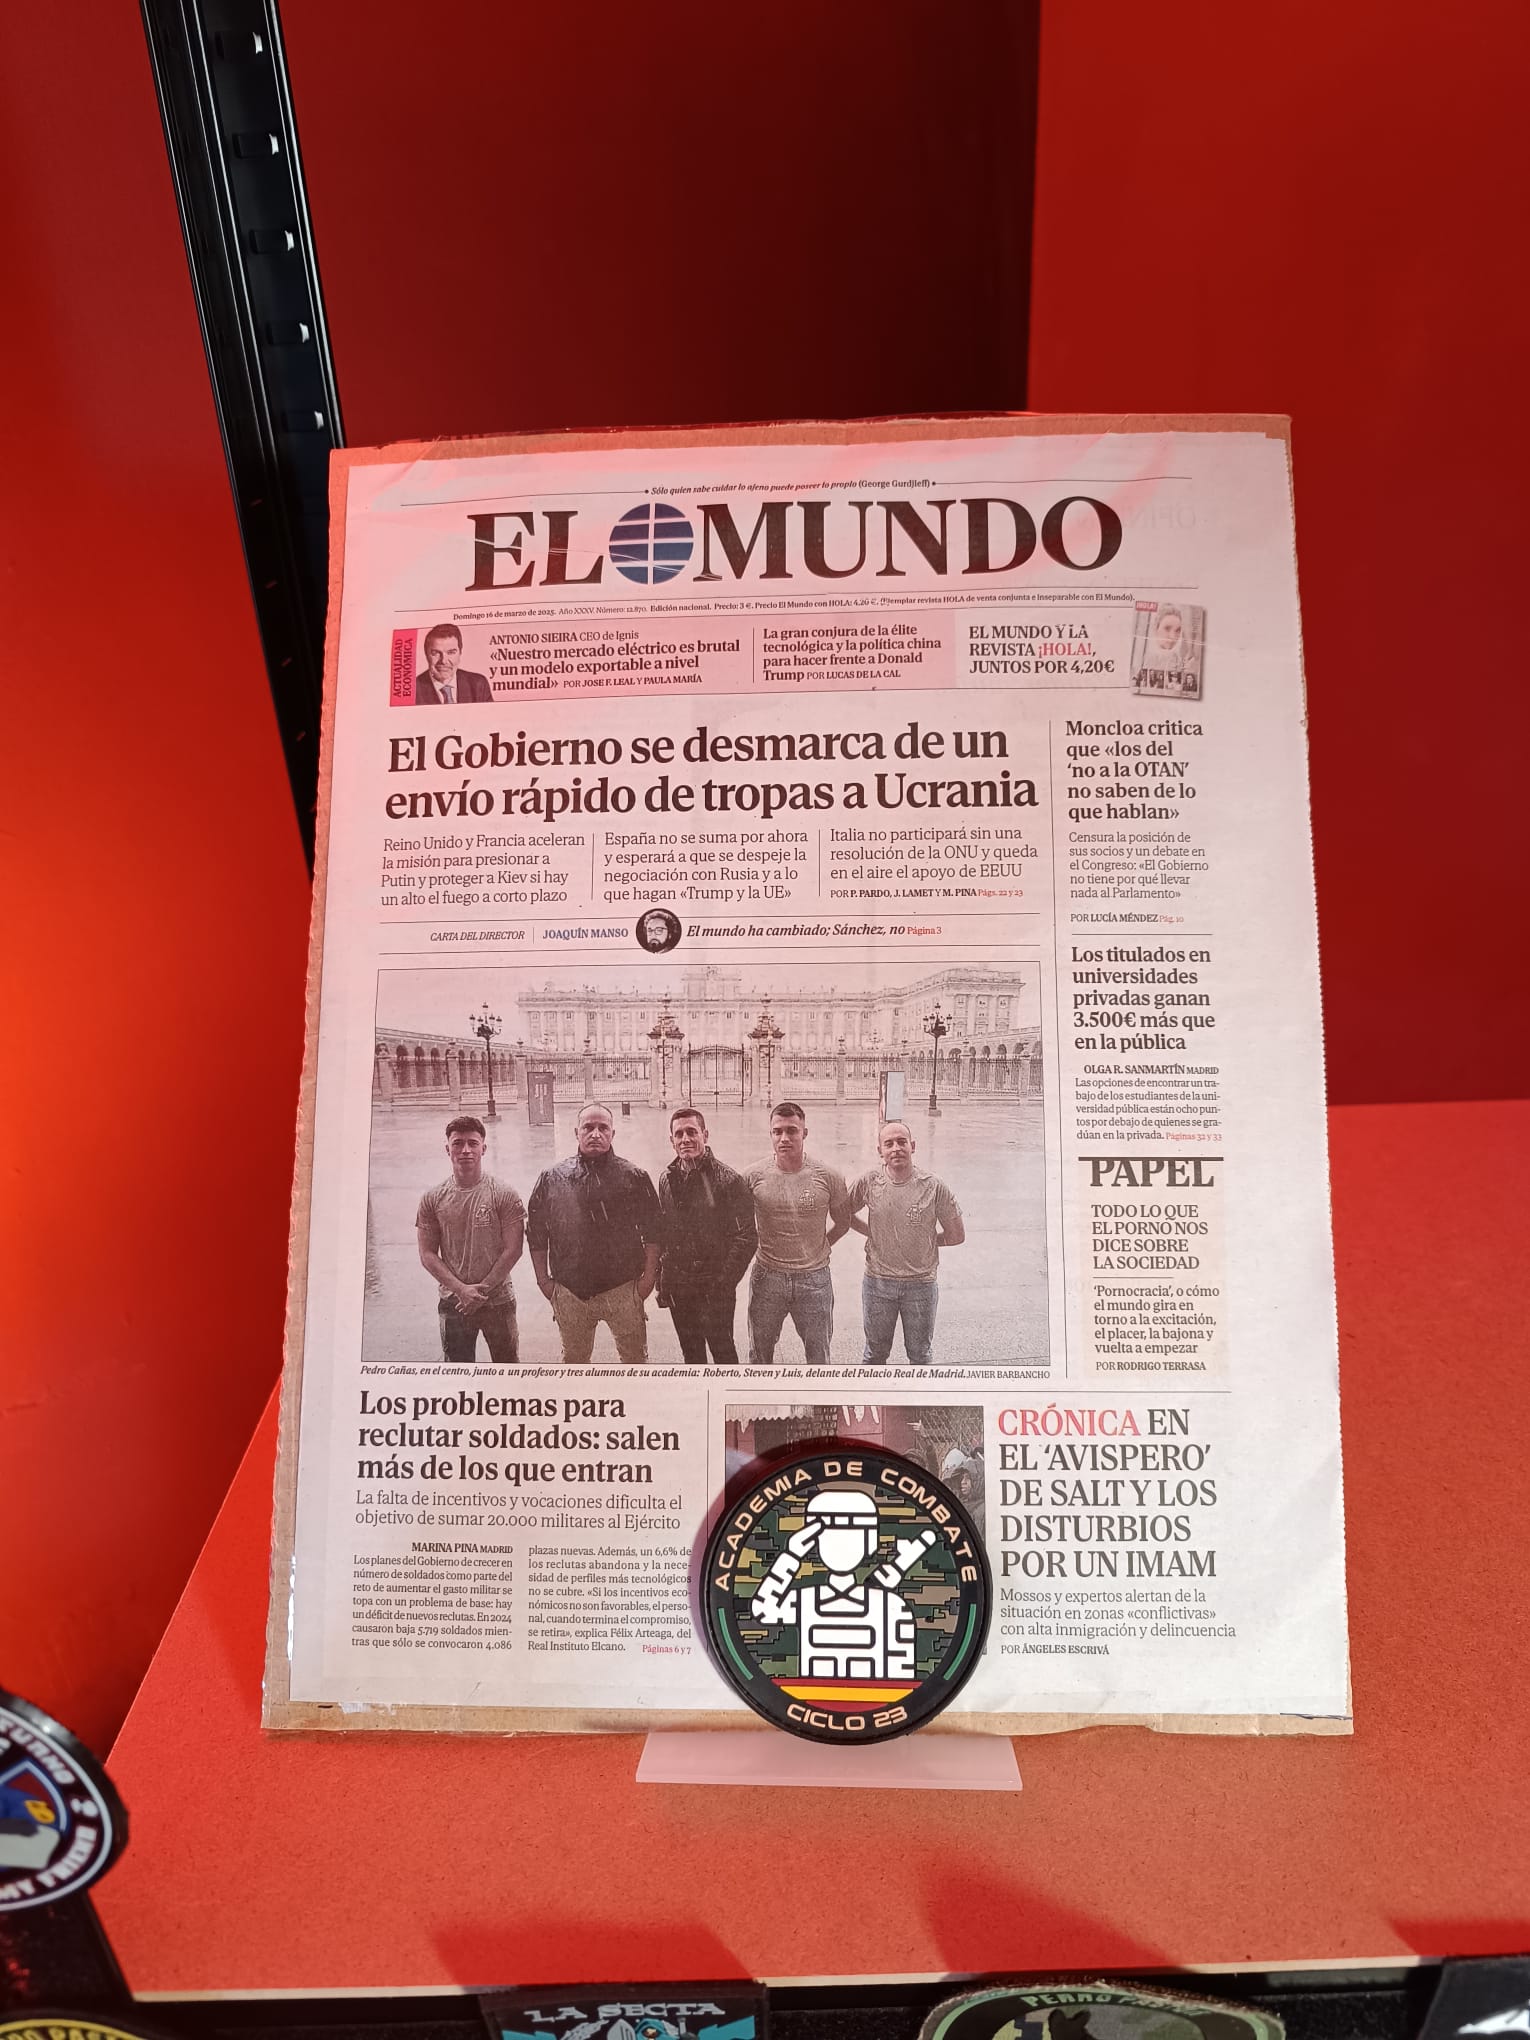 • Sólo quien sabe cuidar lo ajeno puede poseer lo propio (George Gurdjieff) •
EL MUNDO
Domingo 16 de marzo de 2025. Año XXXV. Número: 12.870. Edición nacional. Precio: 3 €. Precio El Mundo con HOLA: 4,20 €. (Ejemplar revista HOLA de venta conjunta e inseparable con El Mundo).
ACTUALIDAD
ECONÓMICA
ANTONIO SIEIRA CEO de Ignis
«Nuestro mercado eléctrico es brutal
y un modelo exportable a nivel
mundial» POR JOSE F. LEAL Y PAULA MARÍA
La gran conjura de la élite
tecnológica y la política china
para hacer frente a Donald
Trump POR LUCAS DE LA CAL
EL MUNDO Y LA
REVISTA ¡HOLA!,
JUNTOS POR 4,20€
¡HOLA!
El Gobierno se desmarca de un
envío rápido de tropas a Ucrania
Reino Unido y Francia aceleran
la misión para presionar a
Putin y proteger a Kiev si hay
un alto el fuego a corto plazo
España no se suma por ahora
y esperará a que se despeje la
negociación con Rusia y a lo
que hagan «Trump y la UE»
Italia no participará sin una
resolución de la ONU y queda
en el aire el apoyo de EEUU
POR P. PARDO, J. LAMET Y M. PINA Págs. 22 y 23
CARTA DEL DIRECTOR JOAQUÍN MANSO El mundo ha cambiado; Sánchez, no Página 3
Pedro Cañas, en el centro, junto a un profesor y tres alumnos de su academia: Roberto, Steven y Luis, delante del Palacio Real de Madrid. JAVIER BARBANCHO
Moncloa critica
que «los del
'no a la OTAN'
no saben de lo
que hablan»
Censura la posición de
sus socios y un debate en
el Congreso: «El Gobierno
no tiene por qué llevar
nada al Parlamento»
POR LUCÍA MÉNDEZ Pág. 10
Los titulados en
universidades
privadas ganan
3.500€ más que
en la pública
OLGA R. SANMARTÍN MADRID
Las opciones de encontrar un tra-
bajo de los estudiantes de la uni-
versidad pública están ocho pun-
tos por debajo de quienes se gra-
dúan en la privada. Páginas 32 y 33
PAPEL
TODO LO QUE
EL PORNO NOS
DICE SOBRE
LA SOCIEDAD
'Pornocracia', o cómo
el mundo gira en
torno a la excitación,
el placer, la bajona y
vuelta a empezar
POR RODRIGO TERRASA
Los problemas para
reclutar soldados: salen
más de los que entran
La falta de incentivos y vocaciones dificulta el
objetivo de sumar 20.000 militares al Ejército
MARINA PINA MADRID
Los planes del Gobierno de crecer en
número de soldados como parte del
reto de aumentar el gasto militar se
topa con un problema de base: hay
un déficit de nuevos reclutas. En 2024
causaron baja 5.719 soldados mien-
tras que sólo se convocaron 4.086
plazas nuevas. Además, un 6,6% de
los reclutas abandona y la nece-
sidad de perfiles más tecnológicos
no se cubre. «Si los incentivos eco-
nómicos no son favorables, el perso-
nal, cuando termina el compromiso,
se retira», explica Félix Arteaga, del
Real Instituto Elcano. Páginas 6 y 7
CRÓNICA EN
EL 'AVISPERO'
DE SALT Y LOS
DISTURBIOS
POR UN IMAM
Mossos y expertos alertan de la
situación en zonas «conflictivas»
con alta inmigración y delincuencia
POR ÁNGELES ESCRIVÁ
ACADEMIA DE COMBATE
CICLO 23
MY FRIEND
LA SECTA
PERRO